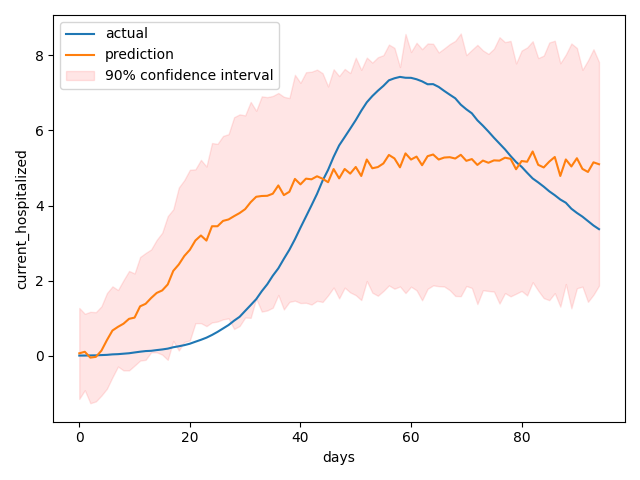 actual
prediction
90% confidence interval
current_hospitalized
8
6
4
2
0
0 20 40 60 80
days